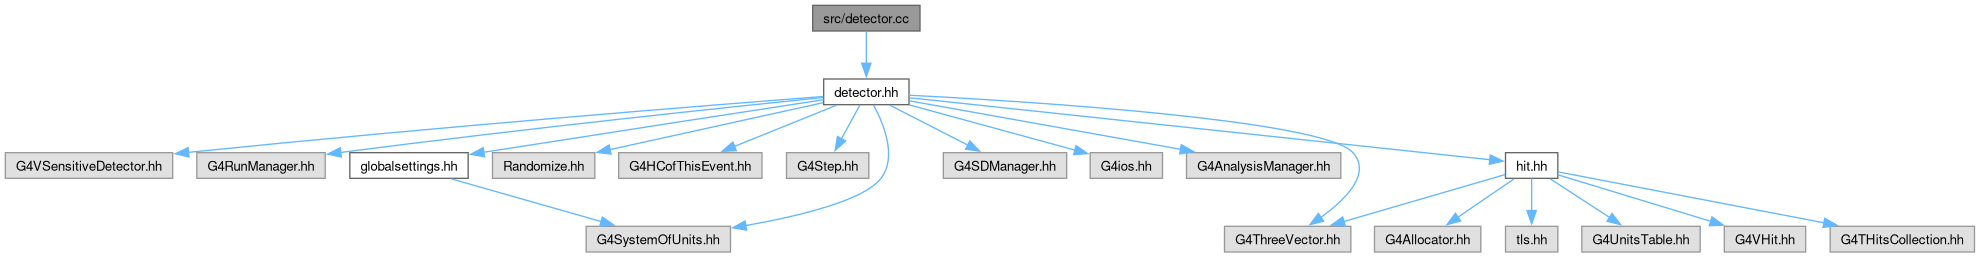 src/detector.cc
detector.hh
G4VSensitiveDetector.hh
G4RunManager.hh
globalsettings.hh
Randomize.hh
G4HCofThisEvent.hh
G4Step.hh
G4SDManager.hh
G4ios.hh
G4AnalysisManager.hh
hit.hh
G4SystemOfUnits.hh
G4ThreeVector.hh
G4Allocator.hh
tls.hh
G4UnitsTable.hh
G4VHit.hh
G4THitsCollection.hh